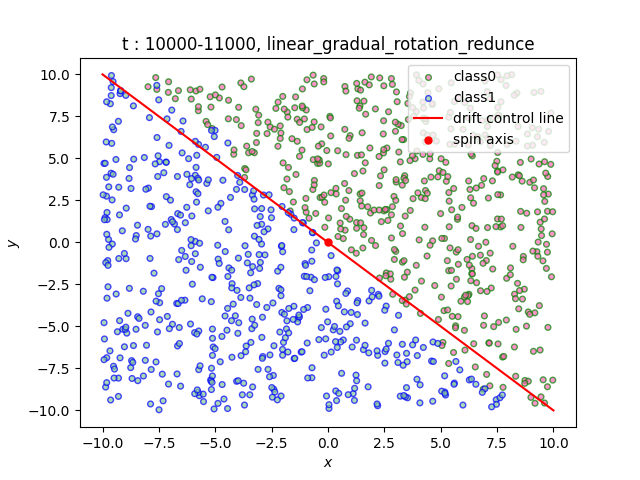 t : 10000-11000, linear_gradual_rotation_redunce
class0
class1
drift control line
spin axis
10.0
7.5
5.0
2.5
0.0
−2.5
−5.0
−7.5
−10.0
y
−10.0 −7.5 −5.0 −2.5 0.0 2.5 5.0 7.5 10.0
x